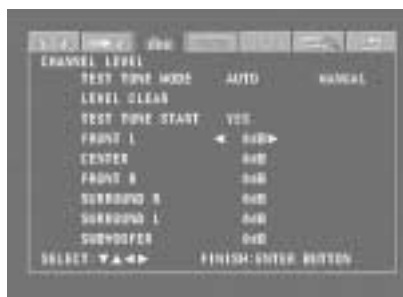 CHANNEL LEVEL
TEST TONE MODE AUTO MANUAL
LEVEL CLEAR
TEST TONE START YES
FRONT L ◀ 0dB▶
CENTER 0dB
FRONT R 0dB
SURROUND R 0dB
SURROUND L 0dB
SUBWOOFER 0dB
SELECT ▼▲◀▶ FINISH:ENTER BUTTON